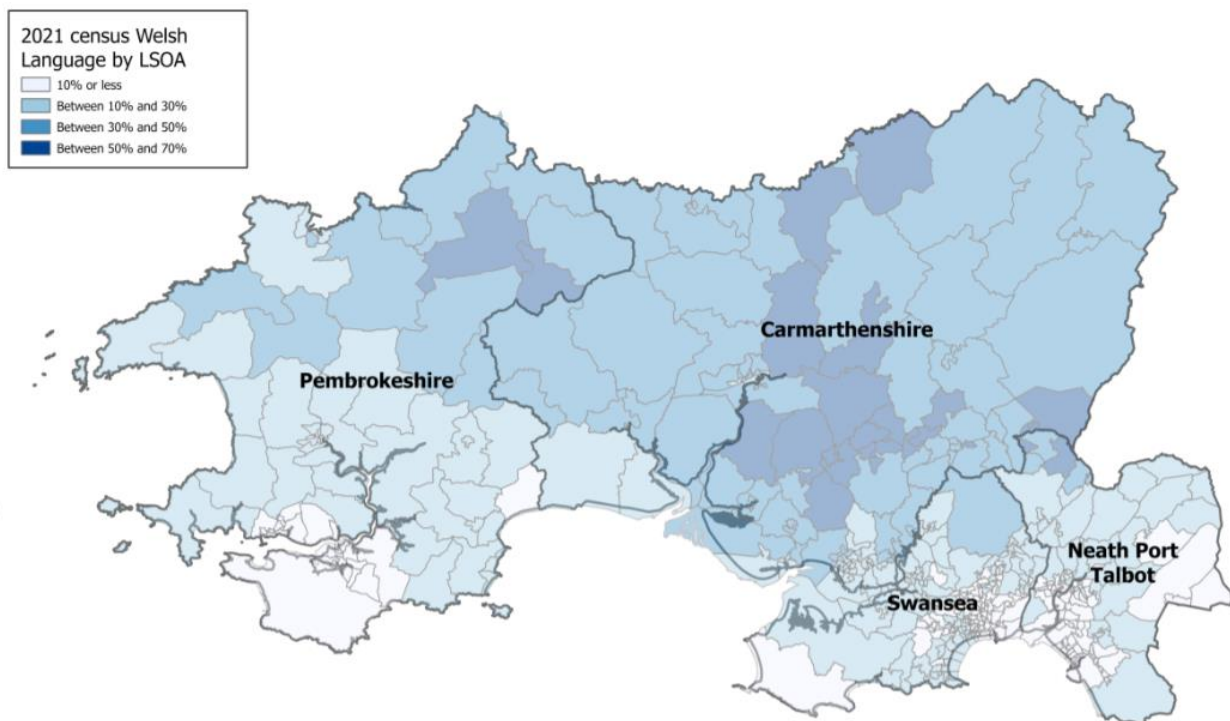 2021 census Welsh
Language by LSOA
10% or less
Between 10% and 30%
Between 30% and 50%
Between 50% and 70%
Carmarthenshire
Pembrokeshire
Neath Port
Talbot
Swansea